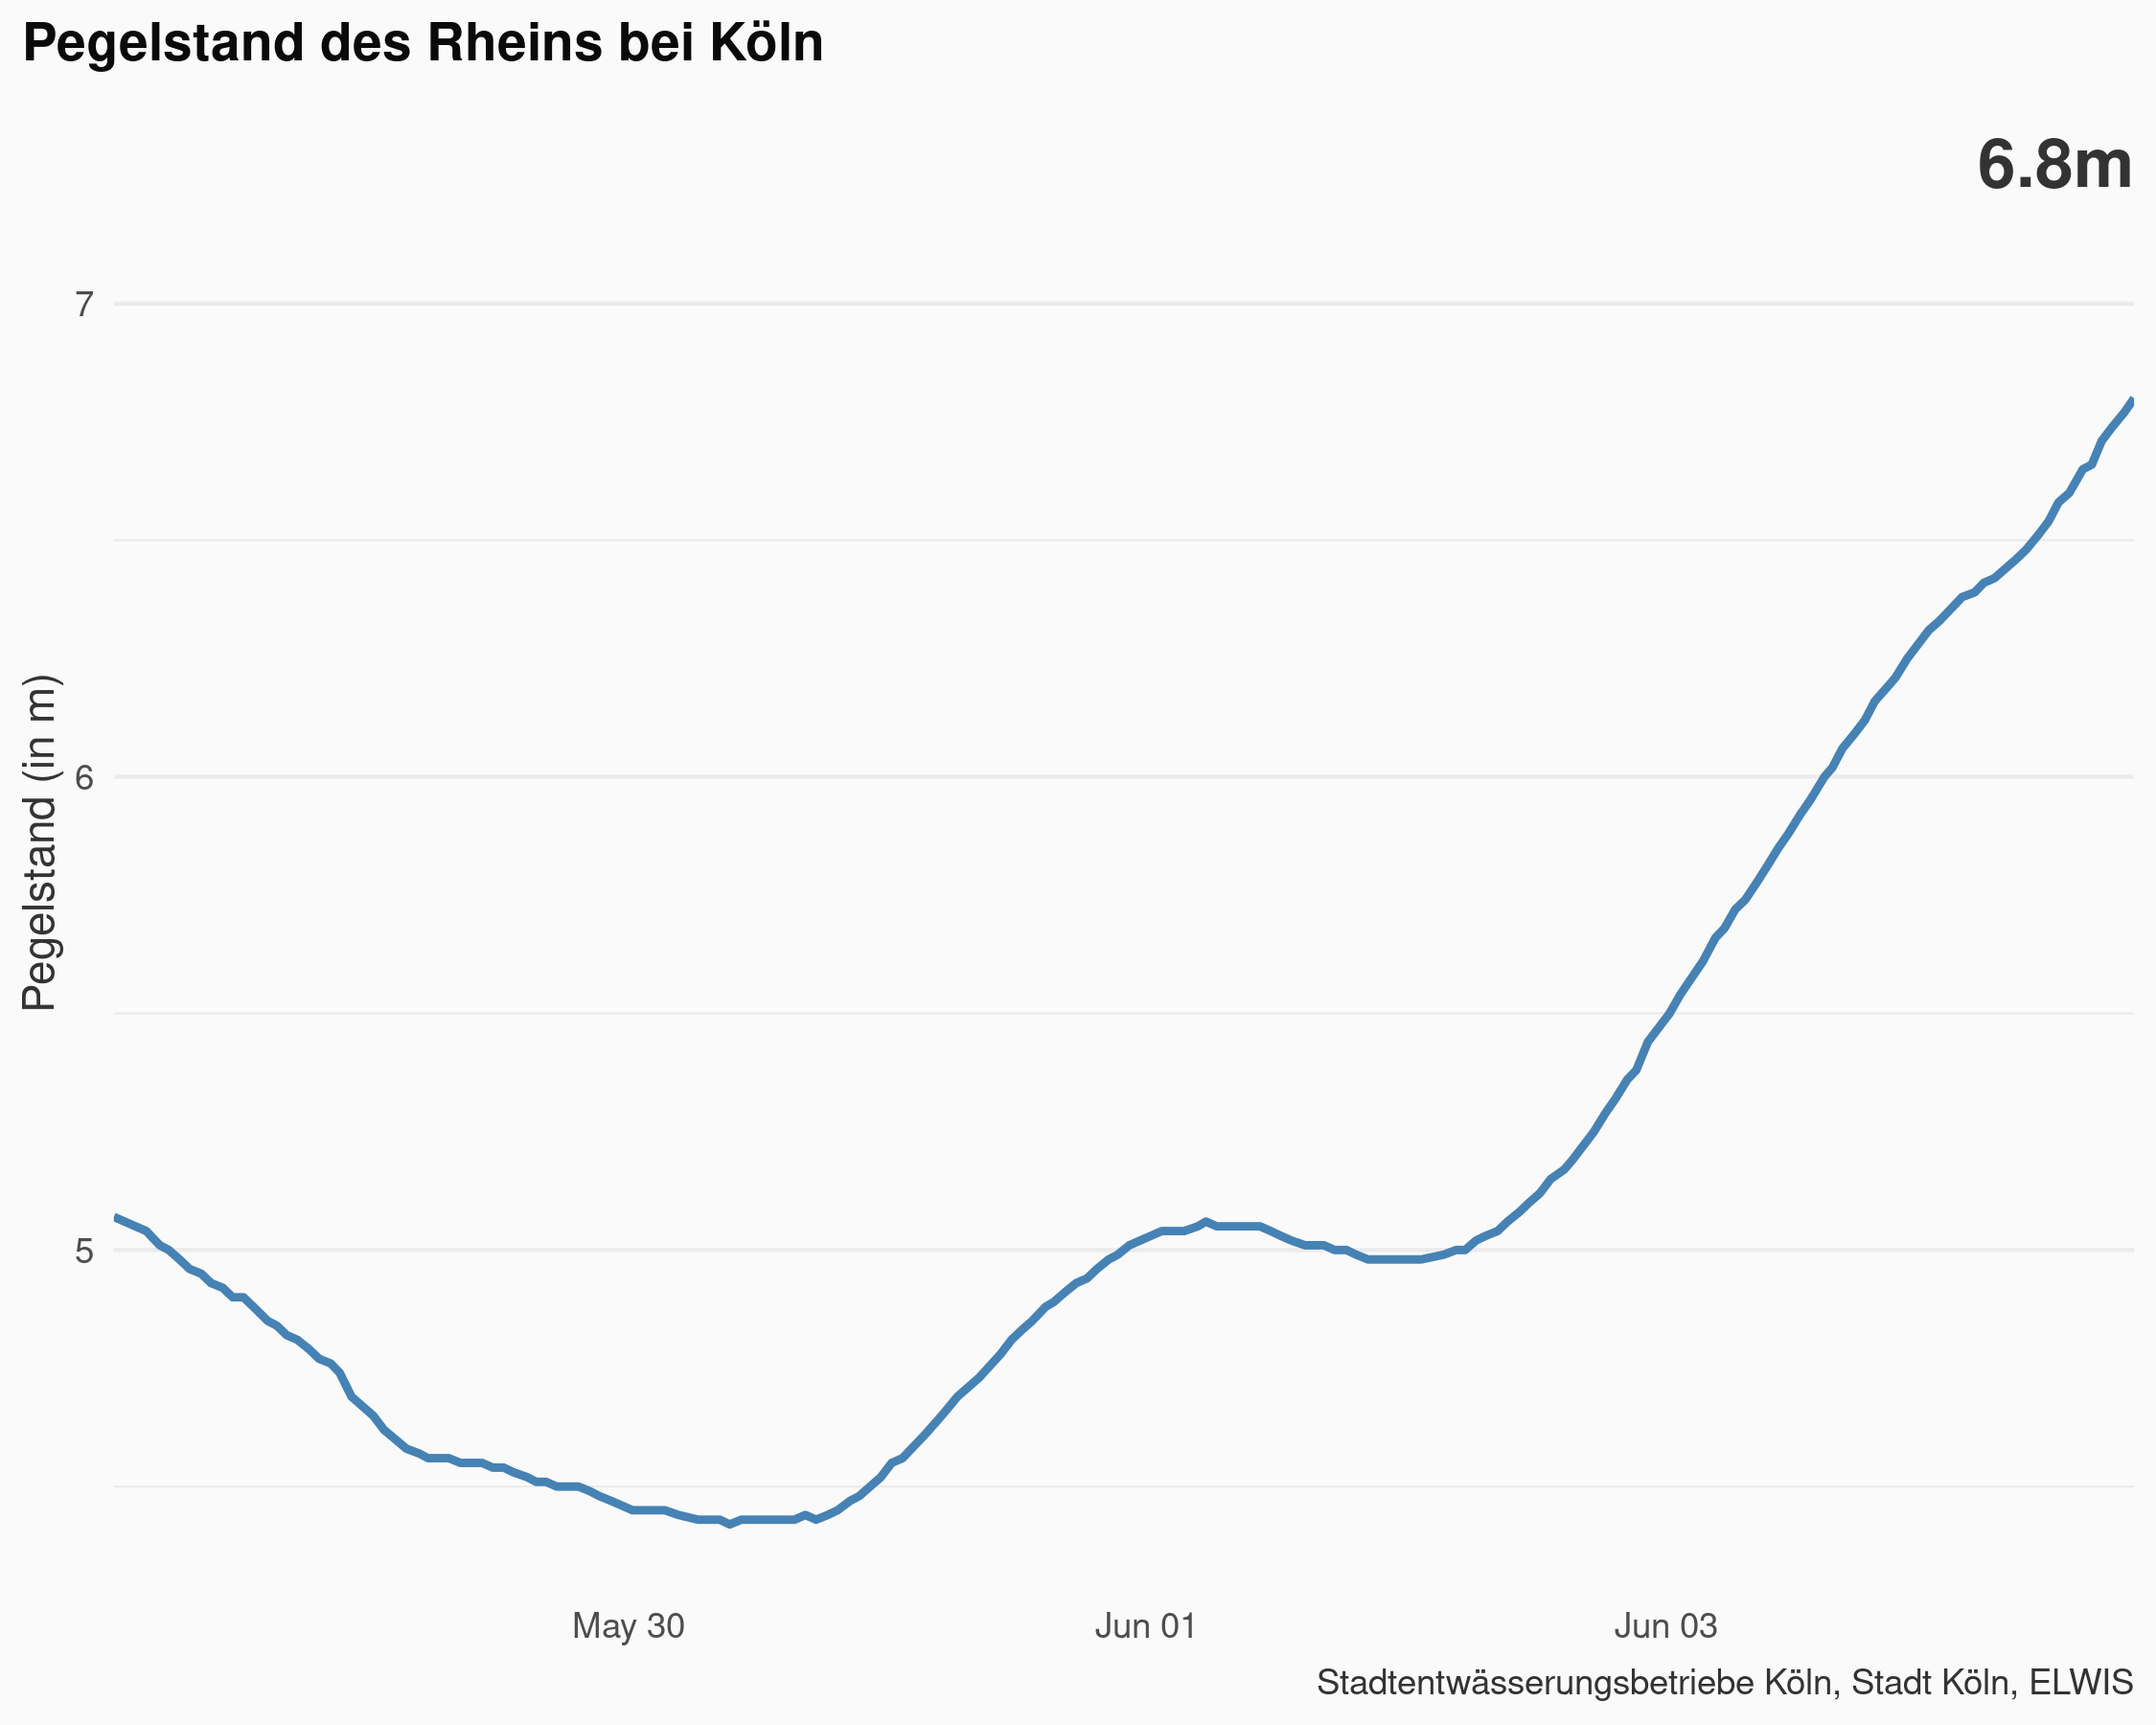 Pegelstand des Rheins bei Köln
6.8m
7
6
5
Pegelstand (in m)
May 30
Jun 01
Jun 03
Stadtentwässerungsbetriebe Köln, Stadt Köln, ELWIS